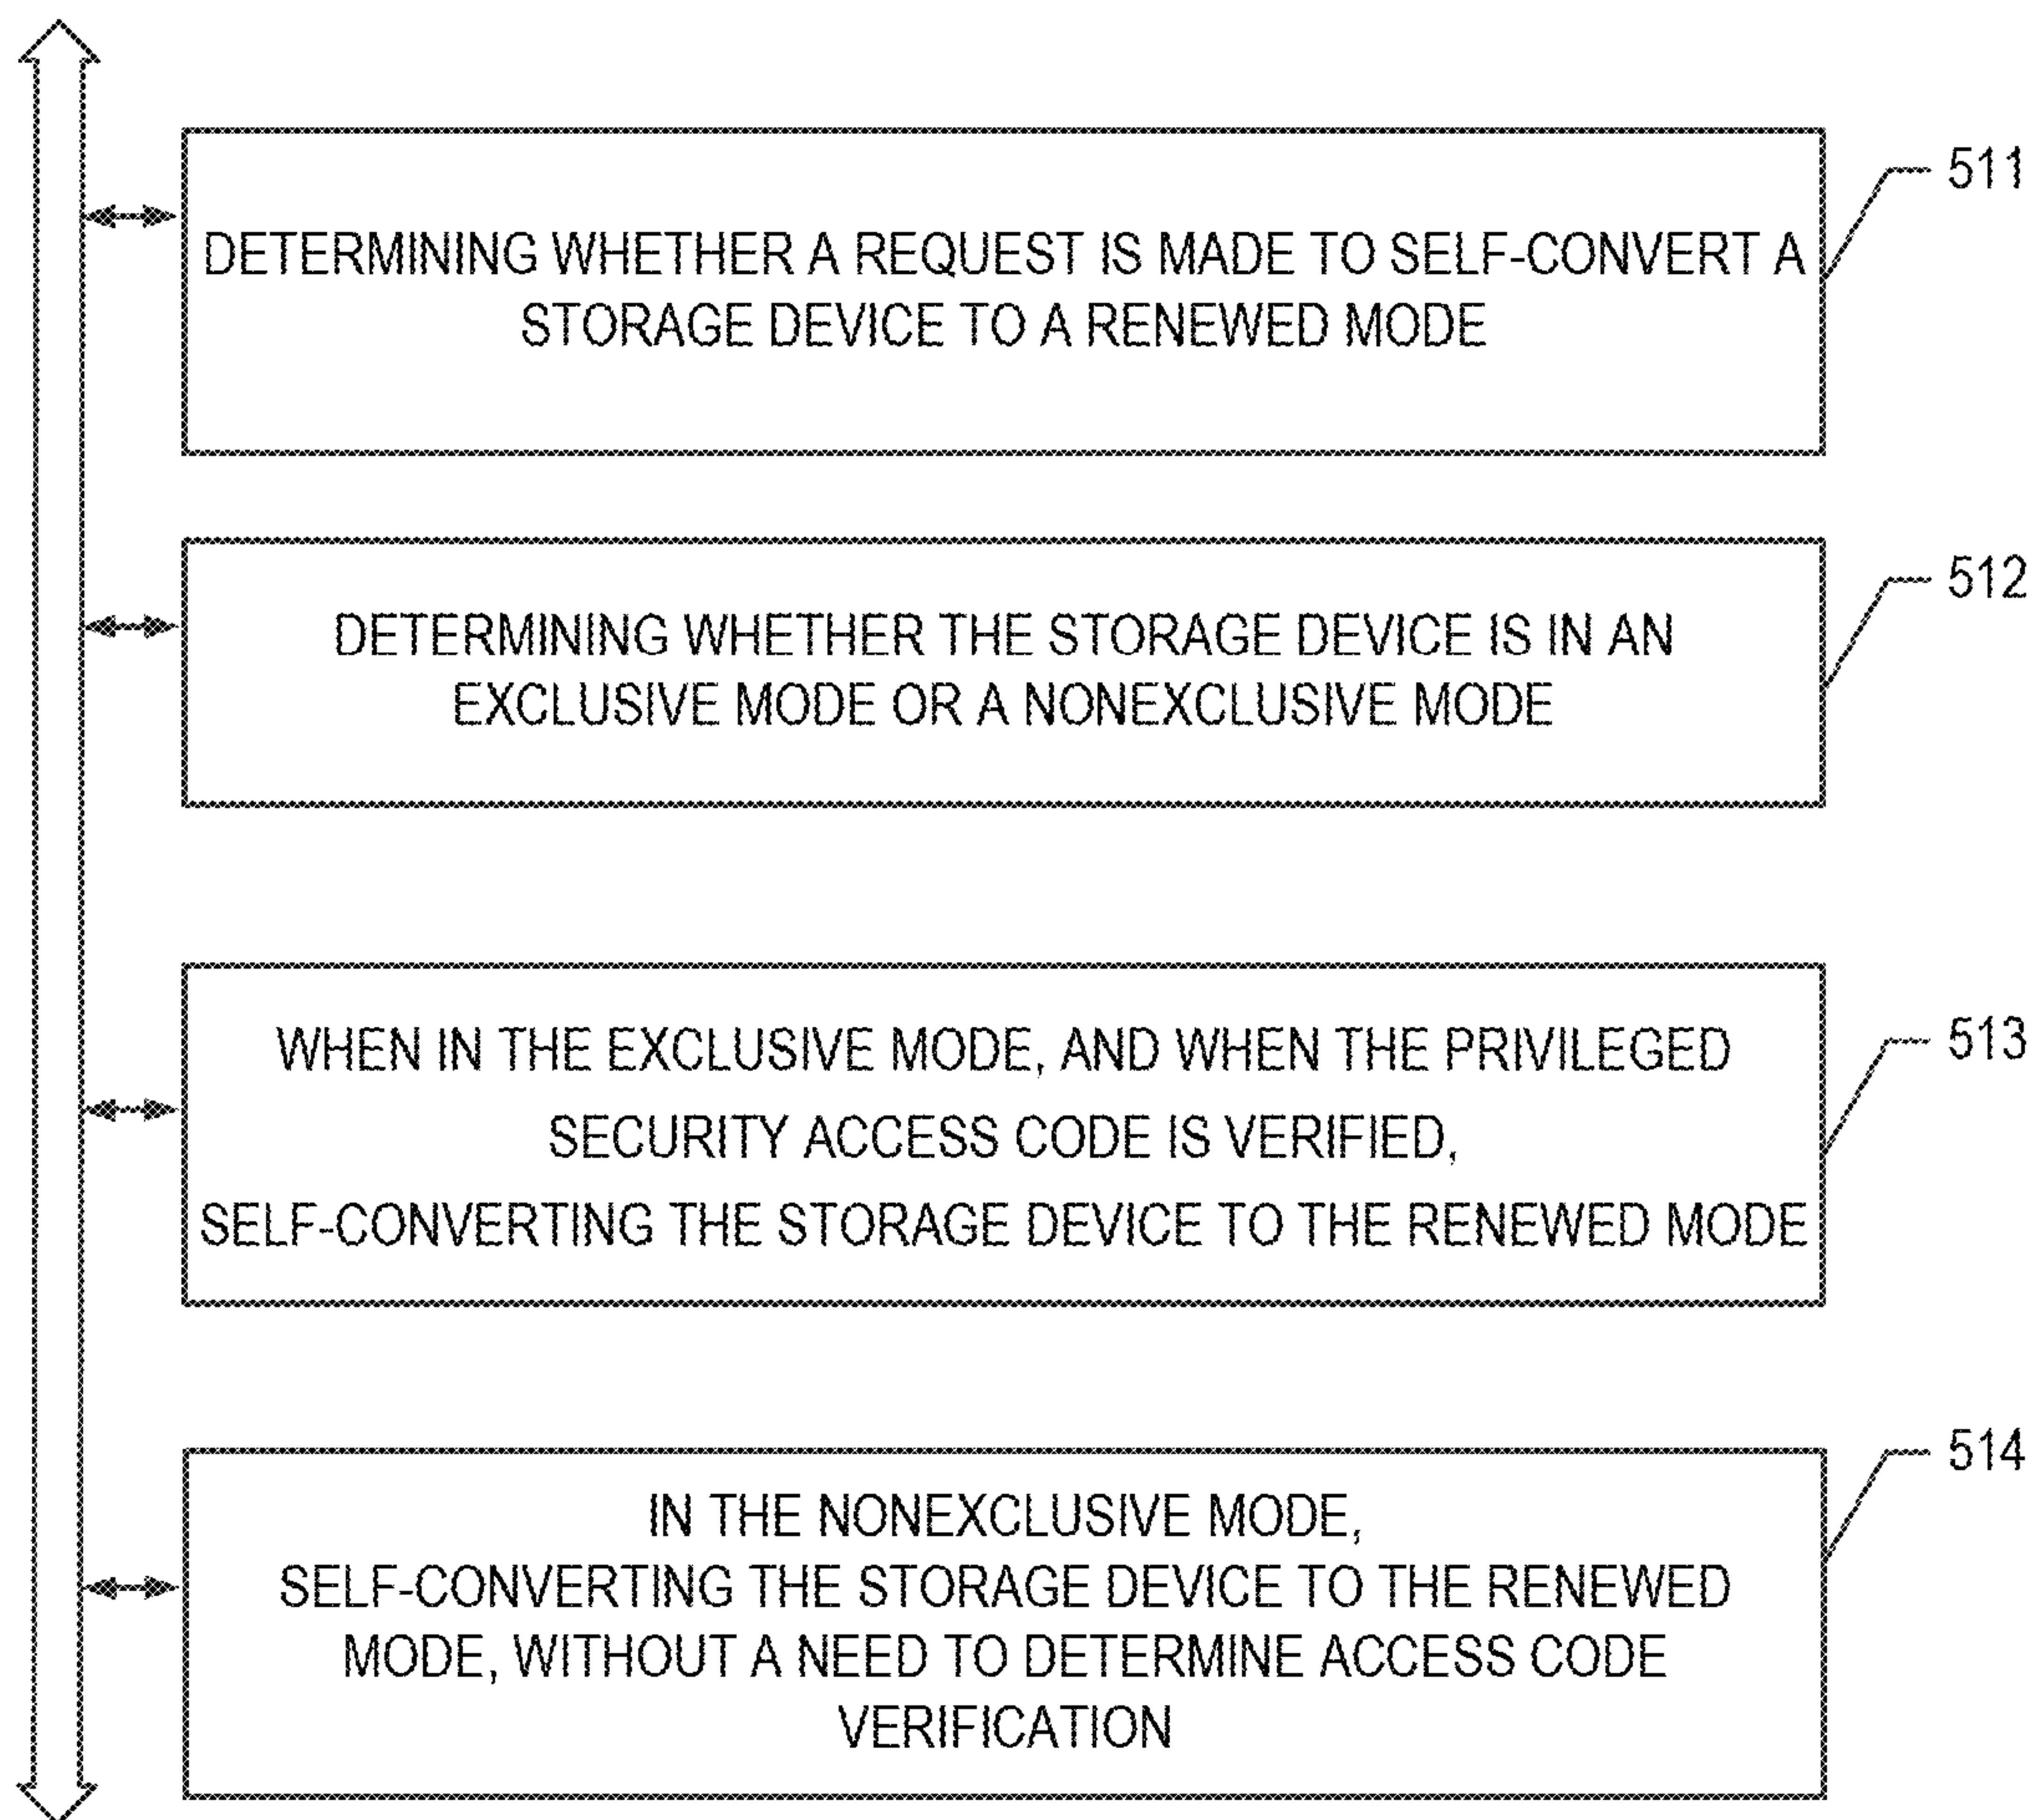 511
DETERMINING WHETHER A REQUEST IS MADE TO SELF-CONVERT A
STORAGE DEVICE TO A RENEWED MODE
512
DETERMINING WHETHER THE STORAGE DEVICE IS IN AN
EXCLUSIVE MODE OR A NONEXCLUSIVE MODE
513
WHEN IN THE EXCLUSIVE MODE, AND WHEN THE PRIVILEGED
SECURITY ACCESS CODE IS VERIFIED,
SELF-CONVERTING THE STORAGE DEVICE TO THE RENEWED MODE
514
IN THE NONEXCLUSIVE MODE,
SELF-CONVERTING THE STORAGE DEVICE TO THE RENEWED
MODE, WITHOUT A NEED TO DETERMINE ACCESS CODE
VERIFICATION